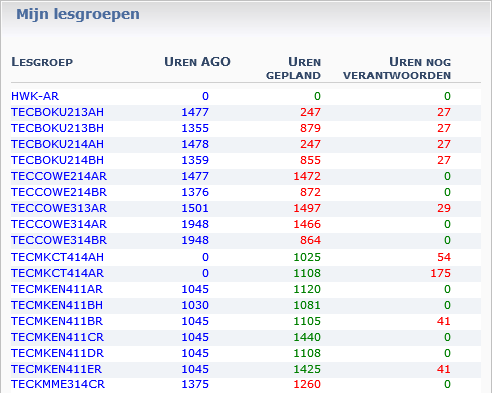 Mijn lesgroepen
Lesgroep Uren AGO Uren gepland Uren nog verantwoorden
HWK-AR 0 0 0
TECBOKU213AH 1477 247 27
TECBOKU213BH 1355 879 27
TECBOKU214AH 1478 247 27
TECBOKU214BH 1359 855 27
TECCOWE214AR 1477 1472 0
TECCOWE214BR 1376 872 0
TECCOWE313AR 1501 1497 29
TECCOWE314AR 1948 1466 0
TECCOWE314BR 1948 864 0
TECMKCT414AH 0 1025 54
TECMKCT414AR 0 1108 175
TECMKEN411AR 1045 1120 0
TECMKEN411BH 1030 1081 0
TECMKEN411BR 1045 1105 41
TECMKEN411CR 1045 1440 0
TECMKEN411DR 1045 1108 0
TECMKEN411ER 1045 1425 41
TECKMME314CR 1375 1260 0